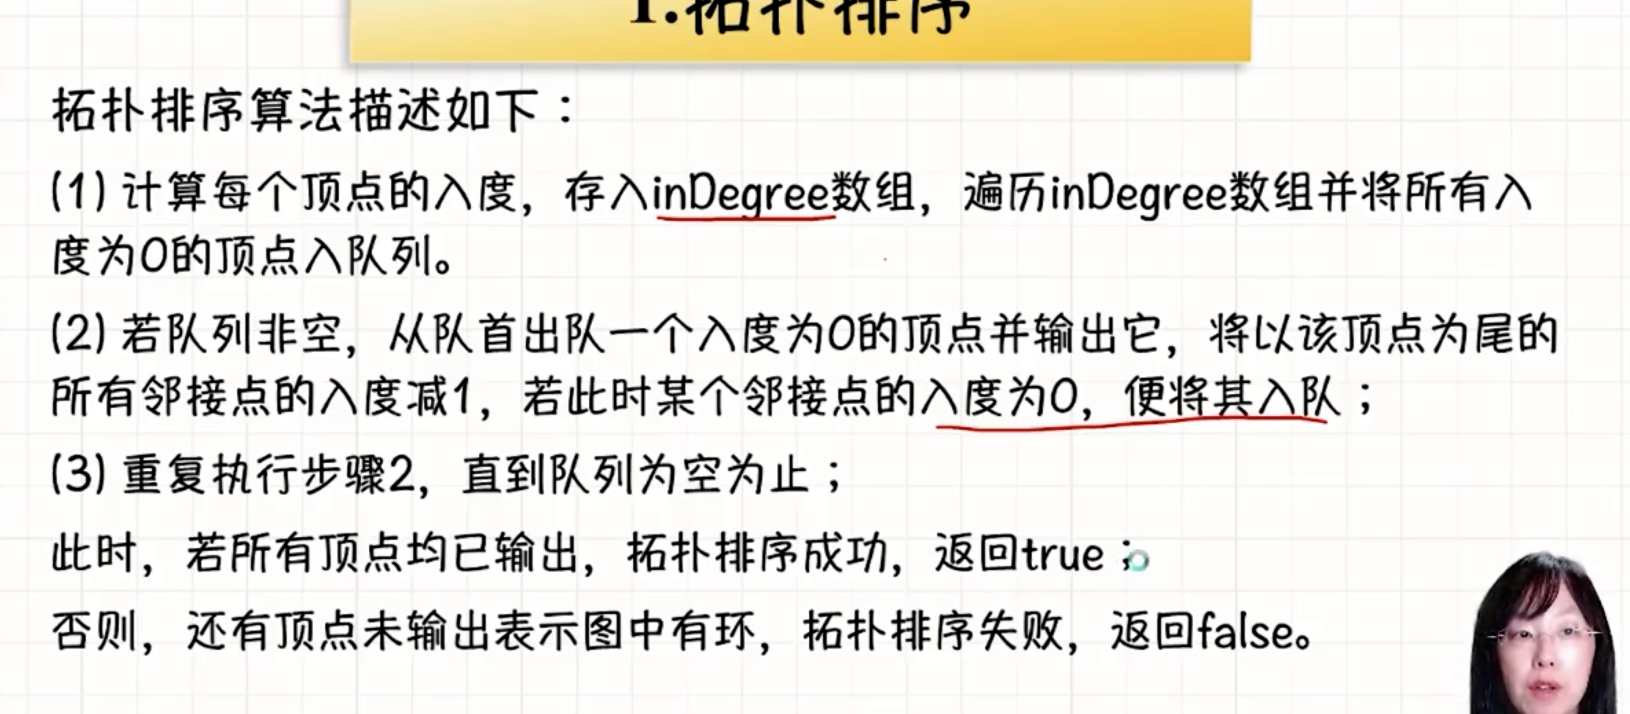 1.拓扑排序
拓扑排序算法描述如下：
(1) 计算每个顶点的入度，存入inDegree数组，遍历inDegree数组并将所有入
度为0的顶点入队列。
(2) 若队列非空，从队首出队一个入度为0的顶点并输出它，将以该顶点为尾的
所有邻接点的入度减1，若此时某个邻接点的入度为0，便将其入队；
(3) 重复执行步骤2，直到队列为空为止；
此时，若所有顶点均已输出，拓扑排序成功，返回true；
否则，还有顶点未输出表示图中有环，拓扑排序失败，返回false。